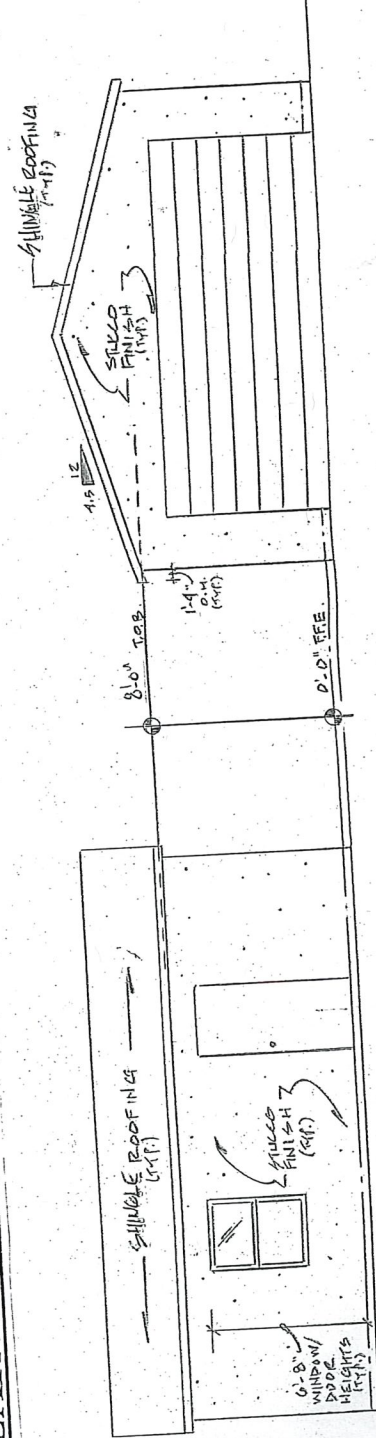 SHINGLE ROOFING
(TYP.)
6'-8"
WINDOW/
DOOR
HEIGHTS
(TYP.)
STUCCO
FINISH
(TYP.)
8'-0" T.O.B.
0'-0" F.F.E.
1'-4"
O.H.
(TYP.)
4.5
12
STUCCO
FINISH
(TYP.)
SHINGLE ROOFING
(TYP.)